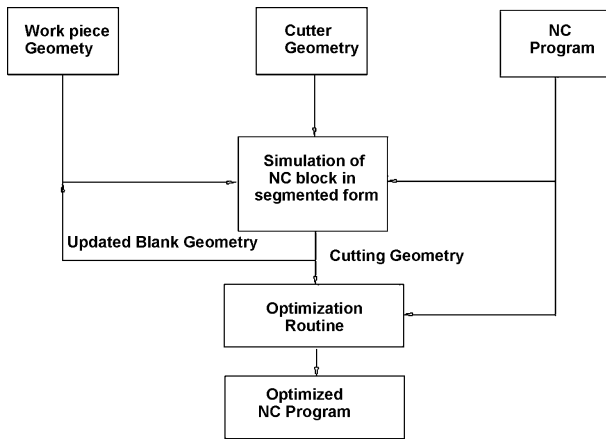 Work piece
Geomety
Cutter
Geometry
NC
Program
Simulation of
NC block in
segmented form
Updated Blank Geometry
Cutting Geometry
Optimization
Routine
Optimized
NC Program